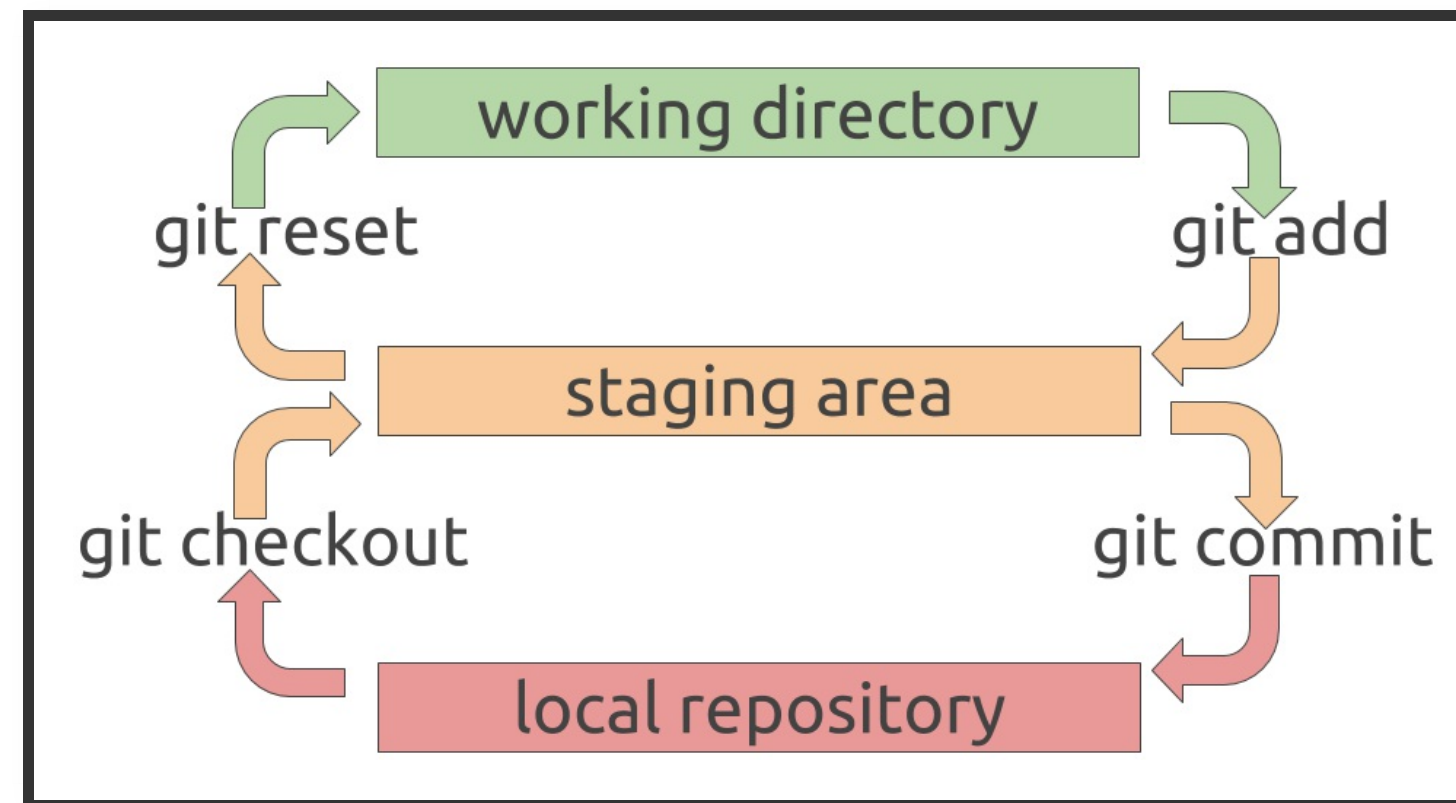 working directory
git reset
git add
staging area
git checkout
git commit
local repository